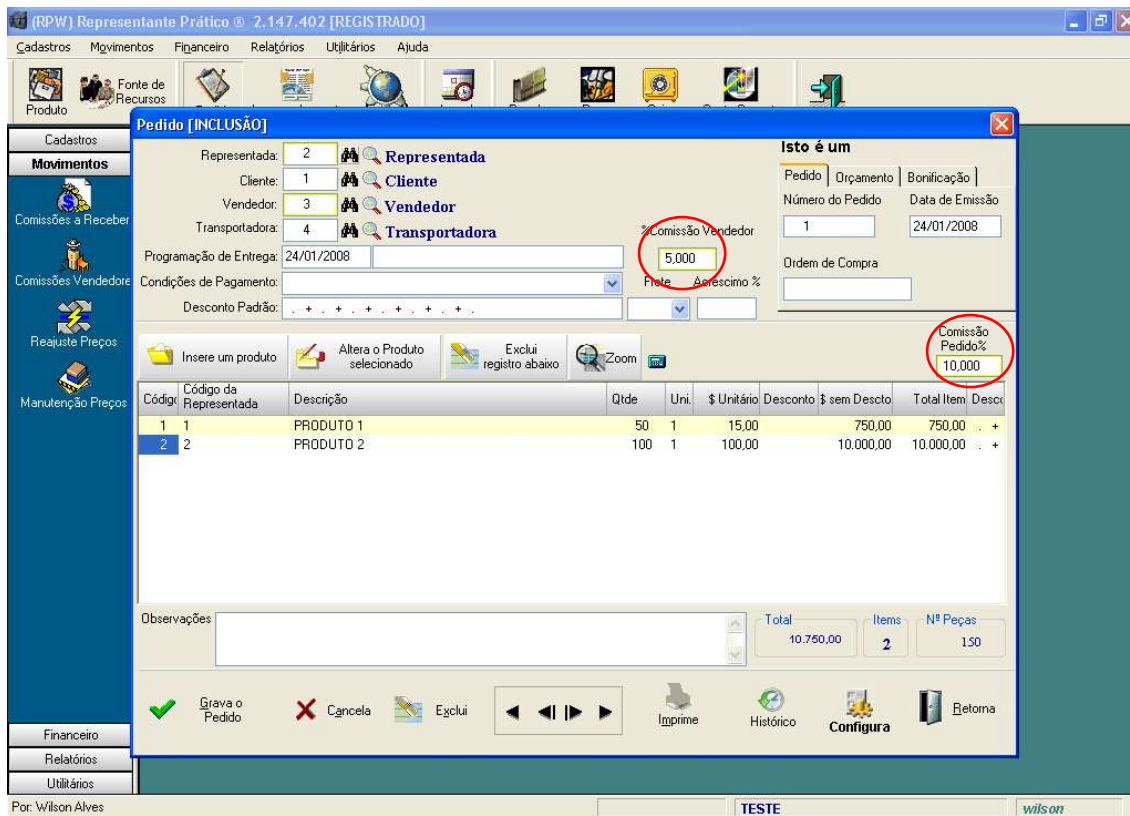 (RPW) Representante Prático ® 2.147.402 [REGISTRADO]
Cadastros Movimentos Financeiro Relatórios Utilitários Ajuda
Produto
Fonte de
Recursos
Pedido [INCLUSÃO]
Cadastros
Movimentos
Comissões a Receber
Comissões Vendedore
Reajuste Preços
Manutenção Preços
Financeiro
Relatórios
Utilitários
Representada: 2 Representada
Cliente: 1 Cliente
Vendedor: 3 Vendedor
Transportadora: 4 Transportadora
Programação de Entrega: 24/01/2008
Condições de Pagamento:
Desconto Padrão: . + . + . + . + . + .
%Comissão Vendedor
5,000
Frete Acrescimo %
Isto é um
Pedido Orçamento Bonificação
Número do Pedido Data de Emissão
1 24/01/2008
Ordem de Compra
Comissão
Pedido%
10,000
Insere um produto
Altera o Produto
selecionado
Exclui
registro abaixo
Zoom
Códig Código da Representada Descrição Qtde Uni. $ Unitário Desconto $ sem Descto Total Item Desc
1 1 PRODUTO 1 50 1 15,00 750,00 750,00 . +
2 2 PRODUTO 2 100 1 100,00 10.000,00 10.000,00 . +
Observações
Total Items Nº Peças
10.750,00 2 150
Grava o
Pedido
Cancela
Exclui
Imprime
Histórico
Configura
Retorna
Por: Wilson Alves TESTE wilson